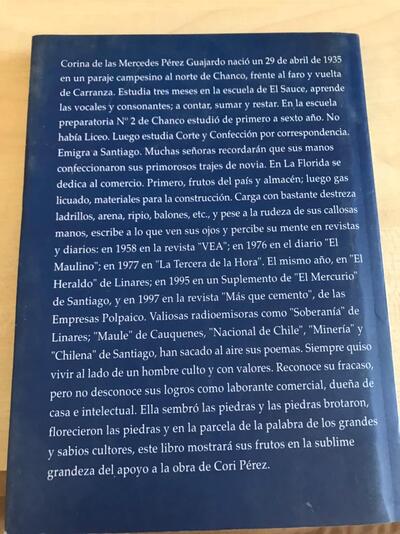 Corina de las Mercedes Pérez Guajardo nació un 29 de abril de 1935
en un paraje campesino al norte de Chanco, frente al faro y vuelta
de Carranza. Estudia tres meses en la escuela de El Sauce, aprende
las vocales y consonantes; a contar, sumar y restar. En la escuela
preparatoria N° 2 de Chanco estudió de primero a sexto año. No
había Liceo. Luego estudia Corte y Confección por correspondencia.
Emigra a Santiago. Muchas señoras recordarán que sus manos
confeccionaron sus primorosos trajes de novia. En La Florida se
dedica al comercio. Primero, frutos del país y almacén; luego gas
licuado, materiales para la construcción. Carga con bastante destreza
ladrillos, arena, ripio, balones, etc., y pese a la rudeza de sus callosas
manos, escribe a lo que ven sus ojos y percibe su mente en revistas
y diarios: en 1958 en la revista "VEA"; en 1976 en el diario "El
Maulino"; en 1977 en "La Tercera de la Hora". El mismo año, en "El
Heraldo" de Linares; en 1995 en un Suplemento de "El Mercurio"
de Santiago, y en 1997 en la revista "Más que cemento", de las
Empresas Polpaico. Valiosas radioemisoras como "Soberanía" de
Linares; "Maule" de Cauquenes, "Nacional de Chile", "Minería" y
"Chilena" de Santiago, han sacado al aire sus poemas. Siempre quiso
vivir al lado de un hombre culto y con valores. Reconoce su fracaso,
pero no desconoce sus logros como laborante comercial, dueña de
casa e intelectual. Ella sembró las piedras y las piedras brotaron,
florecieron las piedras y en la parcela de la palabra de los grandes
y sabios cultores, este libro mostrará sus frutos en la sublime
grandeza del apoyo a la obra de Cori Pérez.